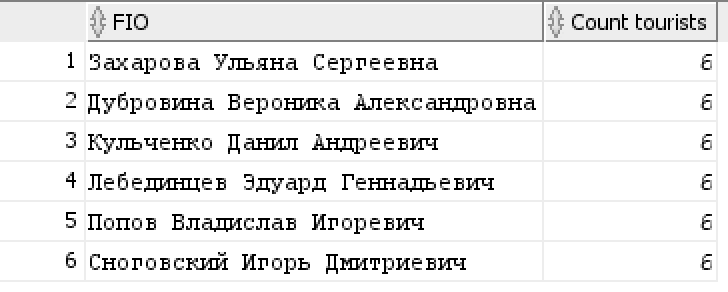 FIO Count tourists
1 Захарова Ульяна Сергеевна 6
2 Дубровина Вероника Александровна 6
3 Кульченко Данил Андреевич 6
4 Лебединцев Эдуард Геннадьевич 6
5 Попов Владислав Игоревич 6
6 Сноговский Игорь Дмитриевич 6